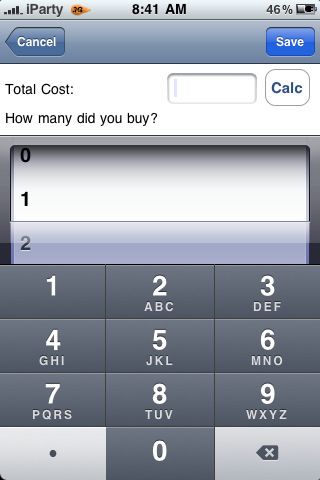 iParty 8:41 AM 46%
Cancel Save
Total Cost: Calc
How many did you buy?
0
1
2
1 2 3
ABC DEF
4 5 6
GHI JKL MNO
7 8 9
PQRS TUV WXYZ
. 0